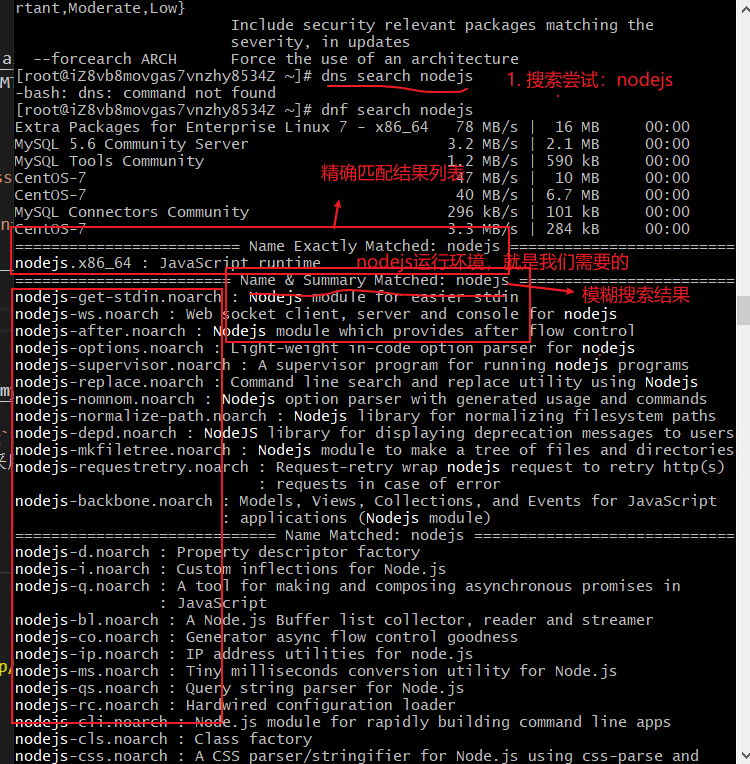 rtant,Moderate,Low}
Include security relevant packages matching the
severity, in updates
--forcearch ARCH Force the use of an architecture
[root@iZ8vb8movgas7vnzhy8534Z ~]# dns search nodejs
1. 搜索尝试：nodejs
-bash: dns: command not found
[root@iZ8vb8movgas7vnzhy8534Z ~]# dnf search nodejs
Extra Packages for Enterprise Linux 7 - x86_64 78 MB/s | 16 MB 00:00
MySQL 5.6 Community Server 3.2 MB/s | 2.1 MB 00:00
MySQL Tools Community 1.2 MB/s | 590 kB 00:00
CentOS-7 47 MB/s | 10 MB 00:00
精确匹配结果列表
CentOS-7 40 MB/s | 6.7 MB 00:00
MySQL Connectors Community 296 kB/s | 101 kB 00:00
CentOS-7 3.3 MB/s | 284 kB 00:00
========================== Name Exactly Matched: nodejs ==========================
nodejs.x86_64 : JavaScript runtime
nodejs运行环境，就是我们需要的
========================= Name & Summary Matched: nodejs =========================
模糊搜索结果
nodejs-get-stdin.noarch : Nodejs module for easier stdin
nodejs-ws.noarch : Web socket client, server and console for nodejs
nodejs-after.noarch : Nodejs module which provides after flow control
nodejs-options.noarch : Light-weight in-code option parser for nodejs
nodejs-supervisor.noarch : A supervisor program for running nodejs programs
nodejs-replace.noarch : Command line search and replace utility using Nodejs
nodejs-nomnom.noarch : Nodejs option parser with generated usage and commands
nodejs-normalize-path.noarch : Nodejs library for normalizing filesystem paths
nodejs-depd.noarch : NodeJS library for displaying deprecation messages to users
nodejs-mkfiletree.noarch : Nodejs module to make a tree of files and directories
nodejs-requestretry.noarch : Request-retry wrap nodejs request to retry http(s)
: requests in case of error
nodejs-backbone.noarch : Models, Views, Collections, and Events for JavaScript
: applications (Nodejs module)
============================= Name Matched: nodejs =============================
nodejs-d.noarch : Property descriptor factory
nodejs-i.noarch : Custom inflections for Node.js
nodejs-q.noarch : A tool for making and composing asynchronous promises in
: JavaScript
nodejs-bl.noarch : A Node.js Buffer list collector, reader and streamer
nodejs-co.noarch : Generator async flow control goodness
nodejs-ip.noarch : IP address utilities for node.js
nodejs-ms.noarch : Tiny milliseconds conversion utility for Node.js
nodejs-qs.noarch : Query string parser for Node.js
nodejs-rc.noarch : Hardwired configuration loader
nodejs-cli.noarch : Node.js module for rapidly building command line apps
nodejs-cls.noarch : Class factory
nodejs-css.noarch : A CSS parser/stringifier for Node.js using css-parse and